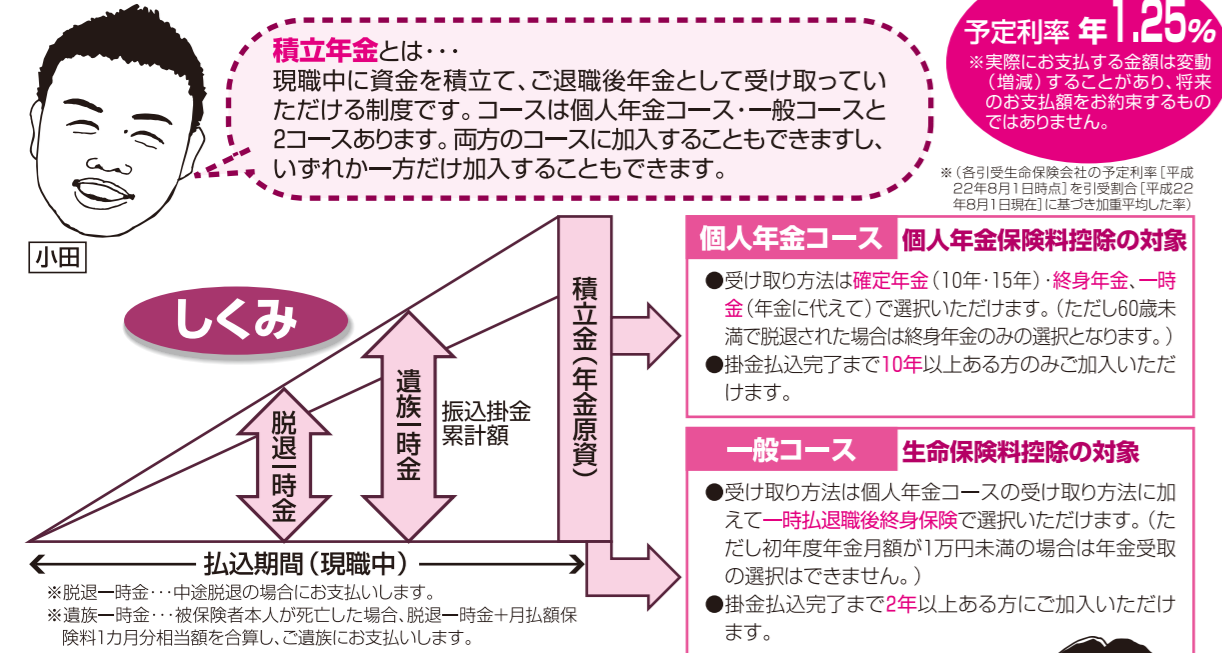 積立年金とは・・・
現職中に資金を積立て、ご退職後年金として受け取ってい
ただける制度です。コースは個人年金コース・一般コースと
2コースあります。両方のコースに加入することもできますし、
いずれか一方だけ加入することもできます。
予定利率 年1.25%
※実際にお支払する金額は変動
（増減）することがあり、将来
のお支払額をお約束するもの
ではありません。
※（各引受生命保険会社の予定利率［平成
22年8月1日時点］を引受割合［平成22
年8月1日現在］に基づき加重平均した率）
小田
しくみ
脱退一時金
遺族一時金
振込掛金
累計額
積立金（年金原資）
払込期間（現職中）
※脱退一時金・・・中途脱退の場合にお支払いします。
※遺族一時金・・・被保険者本人が死亡した場合、脱退一時金＋月払額保
険料1カ月分相当額を合算し、ご遺族にお支払いします。
個人年金コース 個人年金保険料控除の対象
●受け取り方法は確定年金（10年・15年）・終身年金、一時
金（年金に代えて）で選択いただけます。（ただし60歳未
満で脱退された場合は終身年金のみの選択となります。）
●掛金払込完了まで10年以上ある方のみご加入いただ
けます。
一般コース 生命保険料控除の対象
●受け取り方法は個人年金コースの受け取り方法に加
えて一時払退職後終身保険で選択いただけます。（た
だし初年度年金月額が1万円未満の場合は年金受取
の選択はできません。）
●掛金払込完了まで2年以上ある方にご加入いただけ
ます。